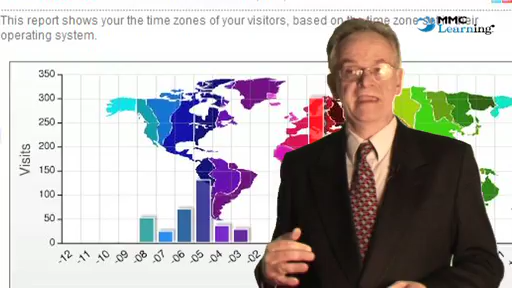 This report shows your the time zones of your visitors, based on the time zone set
operating system.
MMC
Learning
350
300
250
200
150
100
50
0
Visits
-12 -11 -10 -09 -08 -07 -06 -05 -04 -03 -02